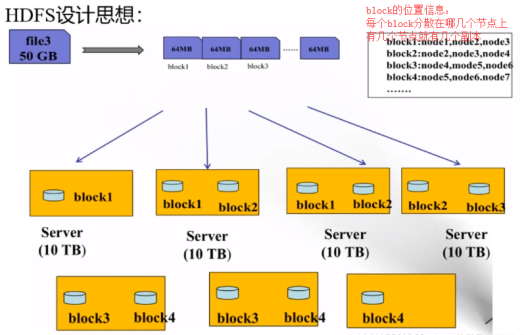 HDFS设计思想：
block的位置信息：
每个block分散在哪几个节点上
有几个节点就有几个副本
file3
50 GB
64MB 64MB 64MB ...... 64MB
block1 block2 block3
block1:node1,node2,node3
block2:node2,node3,node4
block3:node4,mode5,node6
block4:node5,node6.node7
.......
block1
block1 block2
block1 block2
block2 block3
Server
(10 TB)
Server
(10 TB)
Server
(10 TB)
Server
(10 TB)
block3 block4
block3 block4
block4